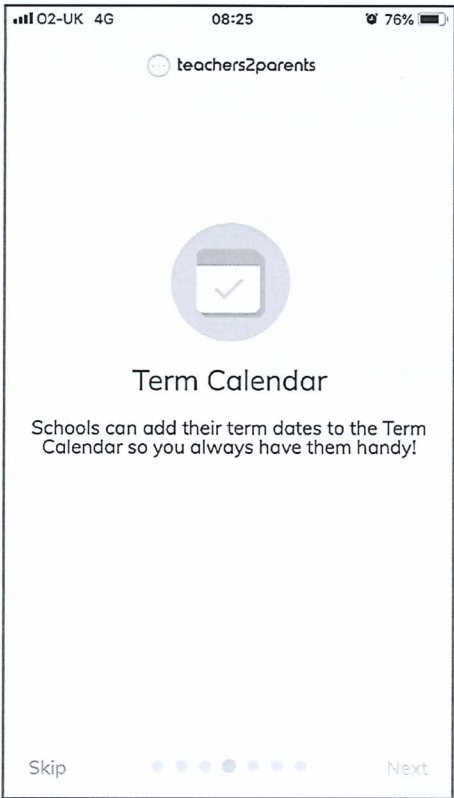 O2-UK 4G 08:25 76%
teachers2parents
Term Calendar
Schools can add their term dates to the Term
Calendar so you always have them handy!
Skip Next